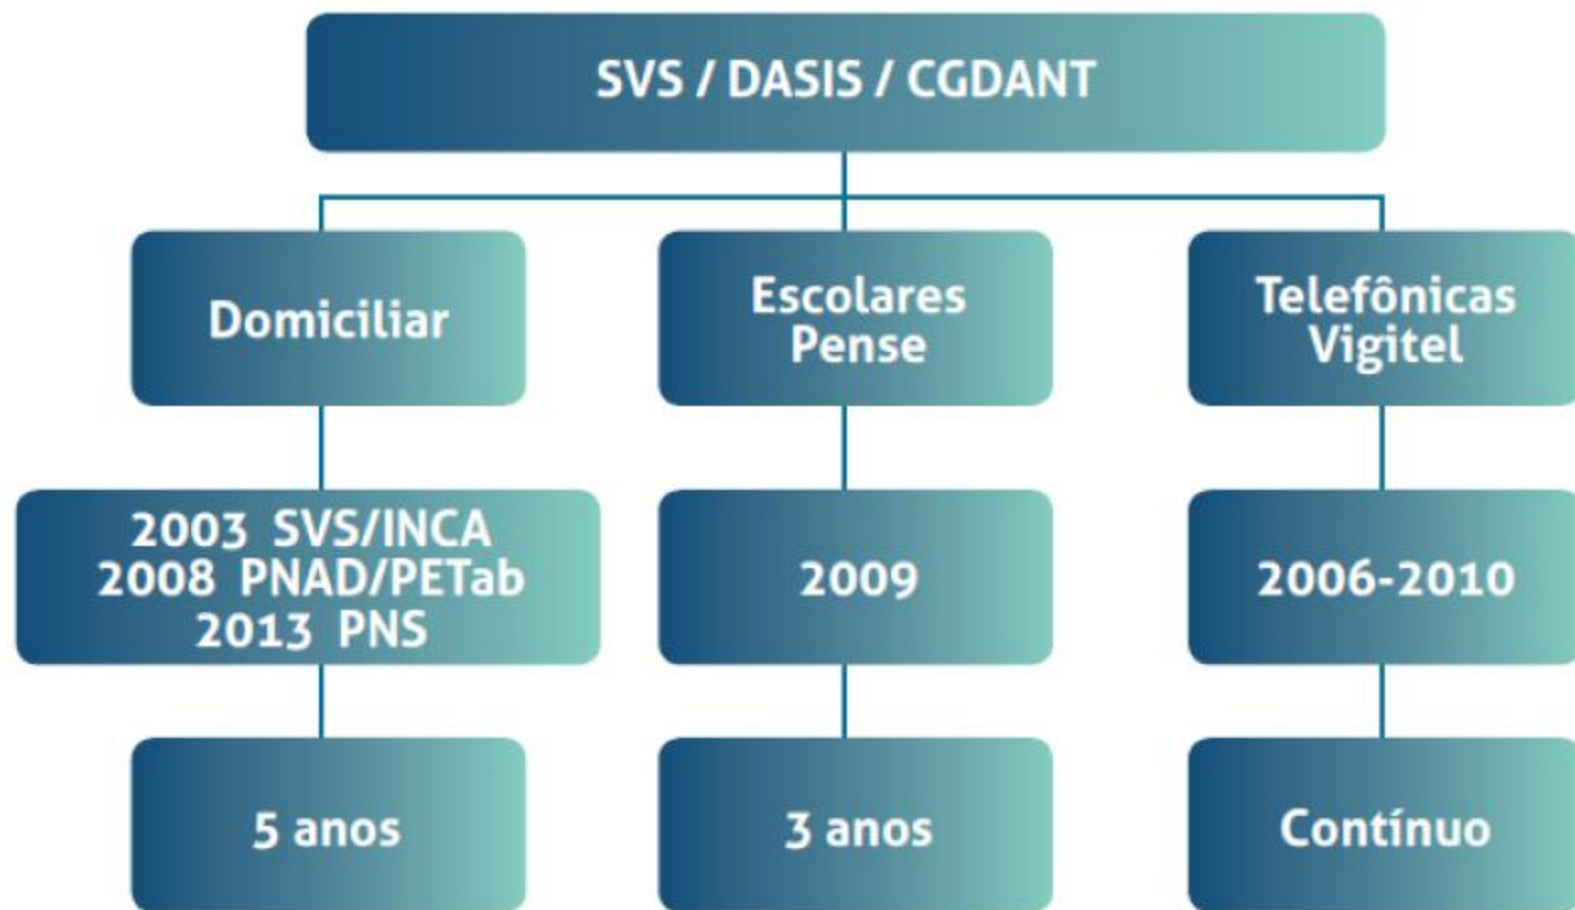 SVS / DASIS / CGDANT
Domiciliar
Escolares
Pense
Telefônicas
Vigitel
2003 SVS/INCA
2008 PNAD/PETab
2013 PNS
2009
2006-2010
5 anos
3 anos
Contínuo